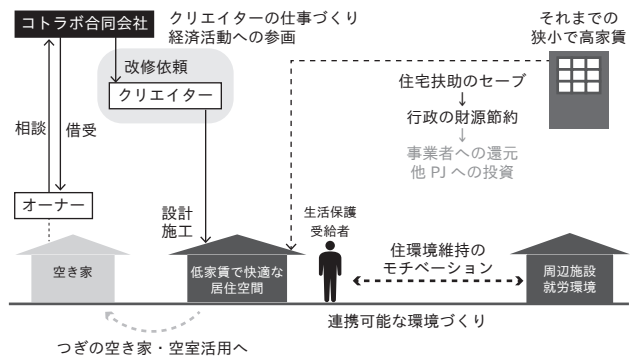 コトラボ合同会社
クリエイターの仕事づくり
経済活動への参画
それまでの
狭小で高家賃
改修依頼
クリエイター
住宅扶助のセーブ
行政の財源節約
事業者への還元
他 PJ への投資
相談
借受
オーナー
設計
施工
生活保護
受給者
空き家
低家賃で快適な
居住空間
住環境維持の
モチベーション
周辺施設
就労環境
連携可能な環境づくり
つぎの空き家・空室活用へ